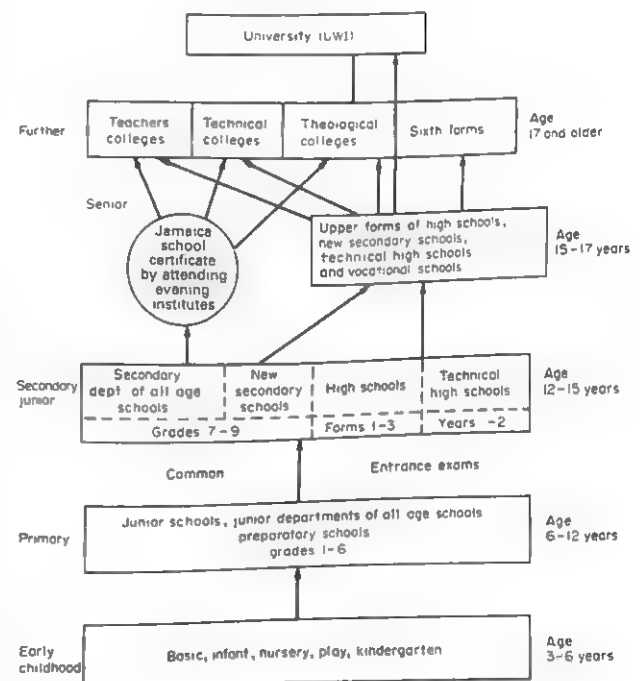 University (UWI)
Further
Teachers
colleges
Technical
colleges
Theological
colleges
Sixth forms
Age
17 and older
Senior
Jamaica
school
certificate
by attending
evening
institutes
Upper forms of high schools,
new secondary schools,
technical high schools
and vocational schools
Age
15-17 years
Secondary
junior
Secondary
dept of all age
schools
New
secondary
schools
High schools
Technical
high schools
Age
12-15 years
Grades 7-9
Forms 1-3
Years -2
Common
Entrance exams
Primary
Junior schools, junior departments of all age schools
preparatory schools
grades 1-6
Age
6-12 years
Early
childhood
Basic, infant, nursery, play, kindergarten
Age
3-6 years